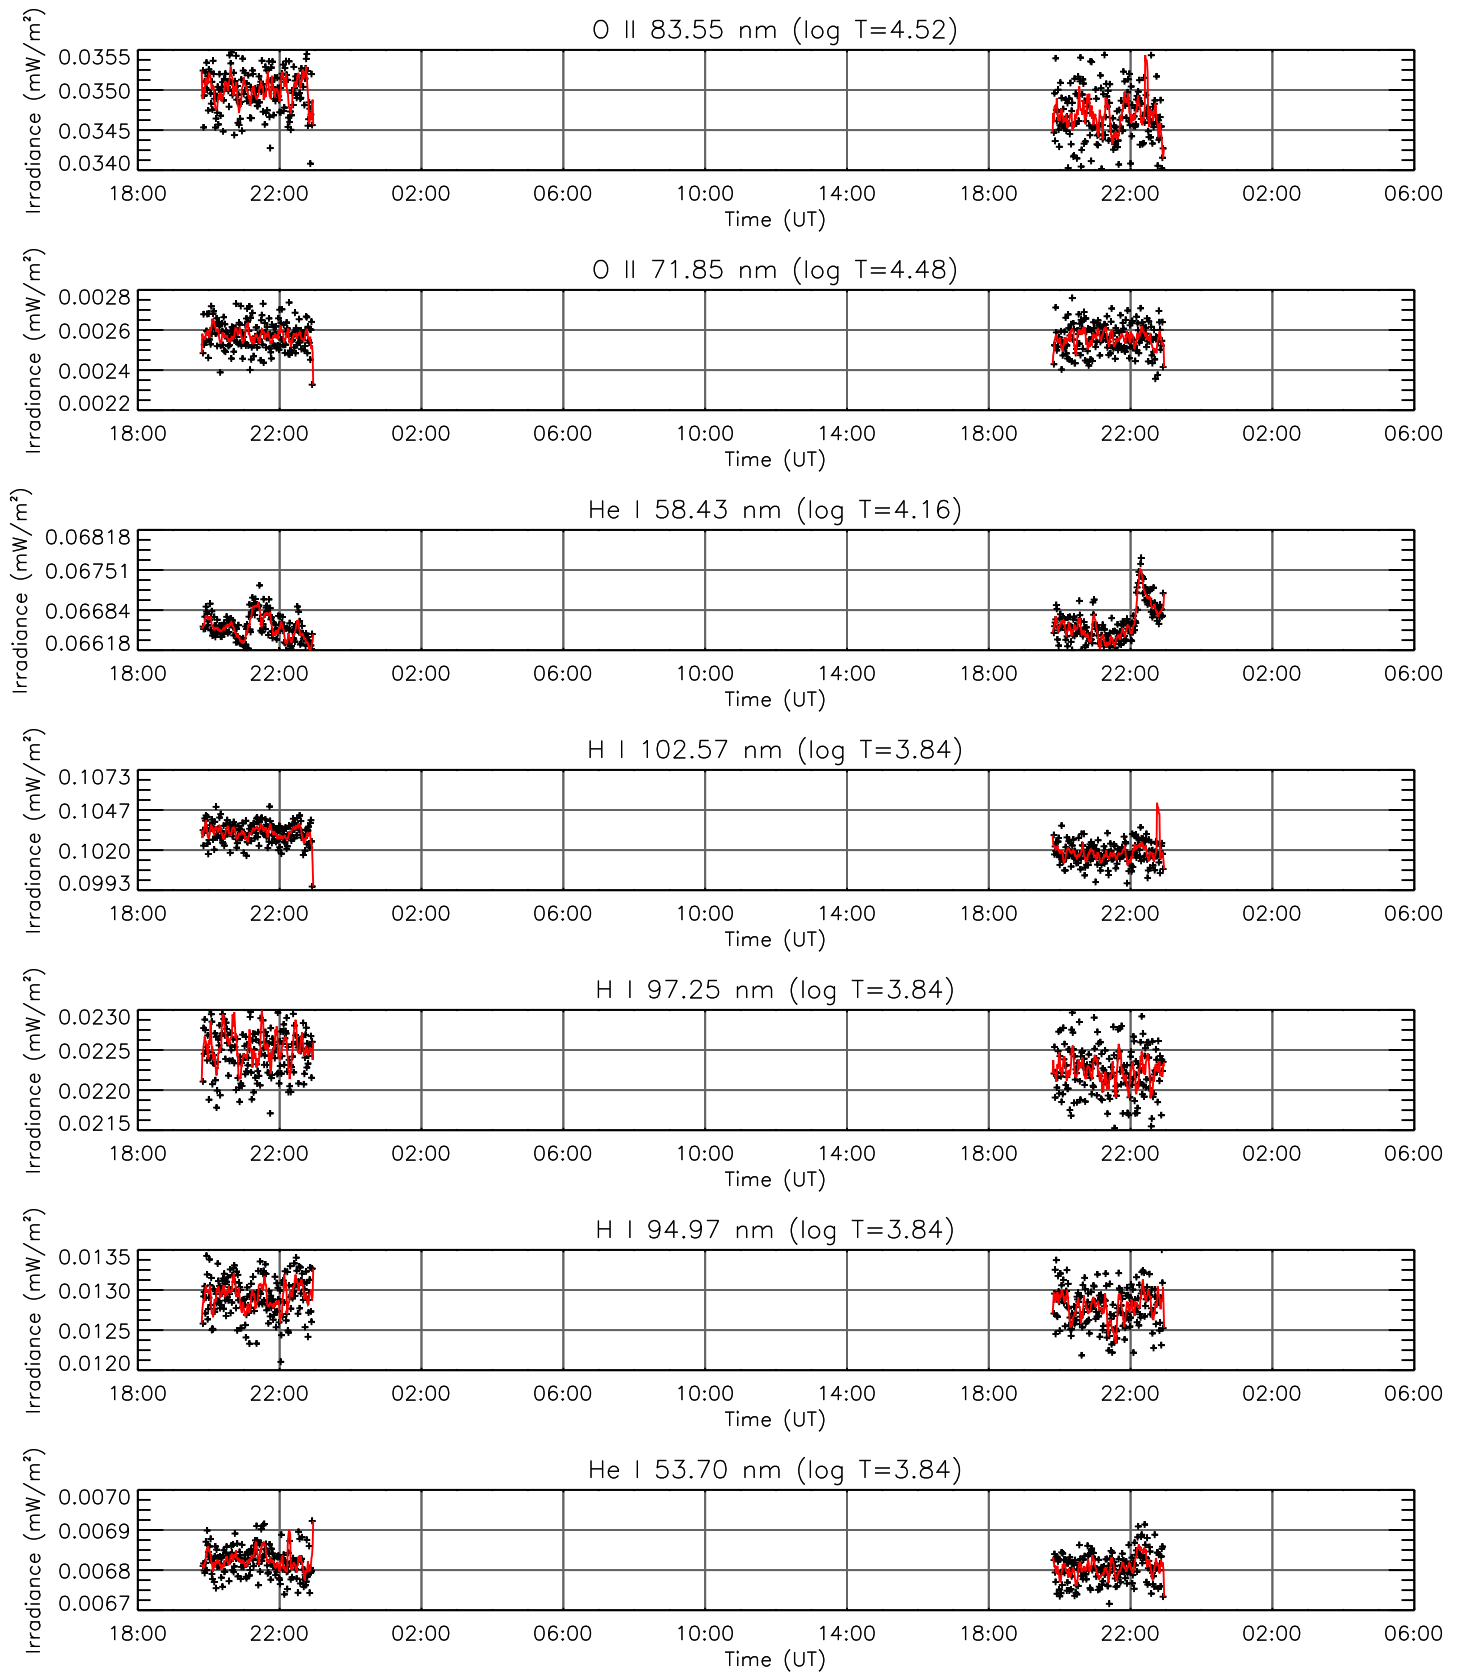 O II 83.55 nm (log T=4.52)
Irradiance (mW/m²)
0.0355
0.0350
0.0345
0.0340
18:00 22:00 02:00 06:00 10:00 14:00 18:00 22:00 02:00 06:00
Time (UT)
O II 71.85 nm (log T=4.48)
Irradiance (mW/m²)
0.0028
0.0026
0.0024
0.0022
18:00 22:00 02:00 06:00 10:00 14:00 18:00 22:00 02:00 06:00
Time (UT)
He I 58.43 nm (log T=4.16)
Irradiance (mW/m²)
0.06818
0.06751
0.06684
0.06618
18:00 22:00 02:00 06:00 10:00 14:00 18:00 22:00 02:00 06:00
Time (UT)
H I 102.57 nm (log T=3.84)
Irradiance (mW/m²)
0.1073
0.1047
0.1020
0.0993
18:00 22:00 02:00 06:00 10:00 14:00 18:00 22:00 02:00 06:00
Time (UT)
H I 97.25 nm (log T=3.84)
Irradiance (mW/m²)
0.0230
0.0225
0.0220
0.0215
18:00 22:00 02:00 06:00 10:00 14:00 18:00 22:00 02:00 06:00
Time (UT)
H I 94.97 nm (log T=3.84)
Irradiance (mW/m²)
0.0135
0.0130
0.0125
0.0120
18:00 22:00 02:00 06:00 10:00 14:00 18:00 22:00 02:00 06:00
Time (UT)
He I 53.70 nm (log T=3.84)
Irradiance (mW/m²)
0.0070
0.0069
0.0068
0.0067
18:00 22:00 02:00 06:00 10:00 14:00 18:00 22:00 02:00 06:00
Time (UT)